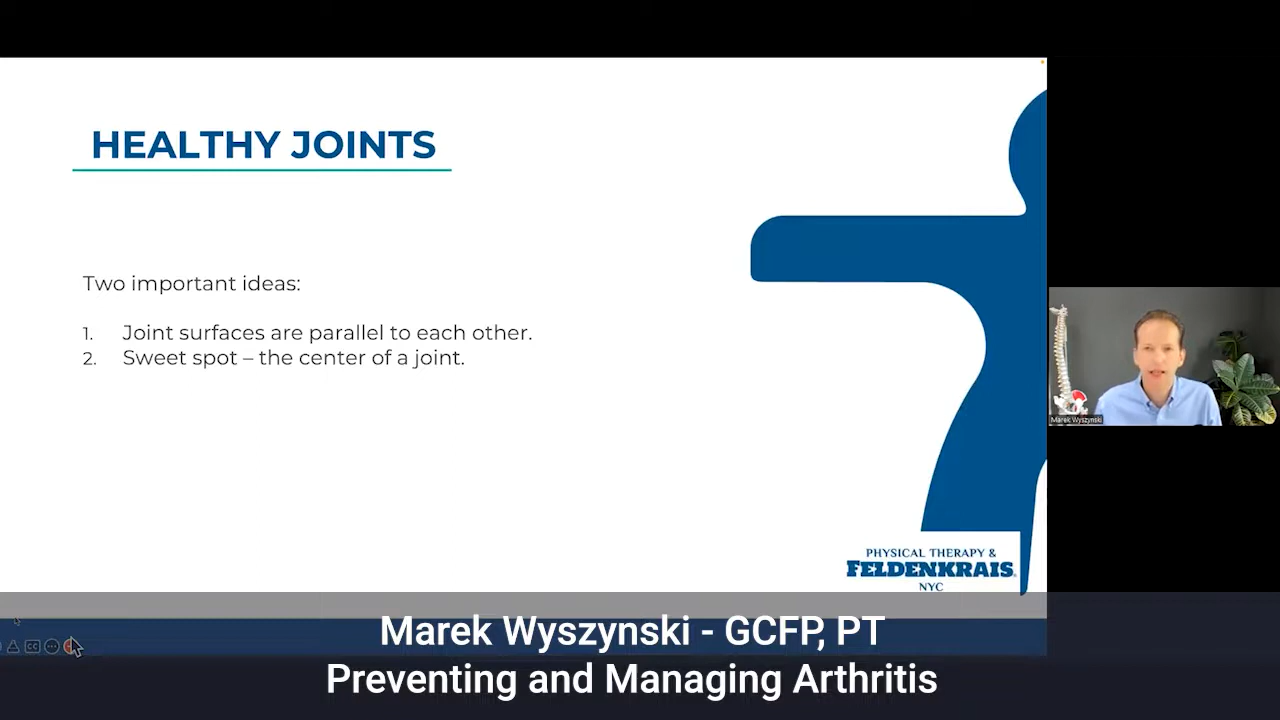 HEALTHY JOINTS
Two important ideas:
1. Joint surfaces are parallel to each other.
2. Sweet spot – the center of a joint.
Marek Wyszynski
PHYSICAL THERAPY &
FELDENKRAIS®
NYC
CC
Marek Wyszynski - GCFP, PT
Preventing and Managing Arthritis